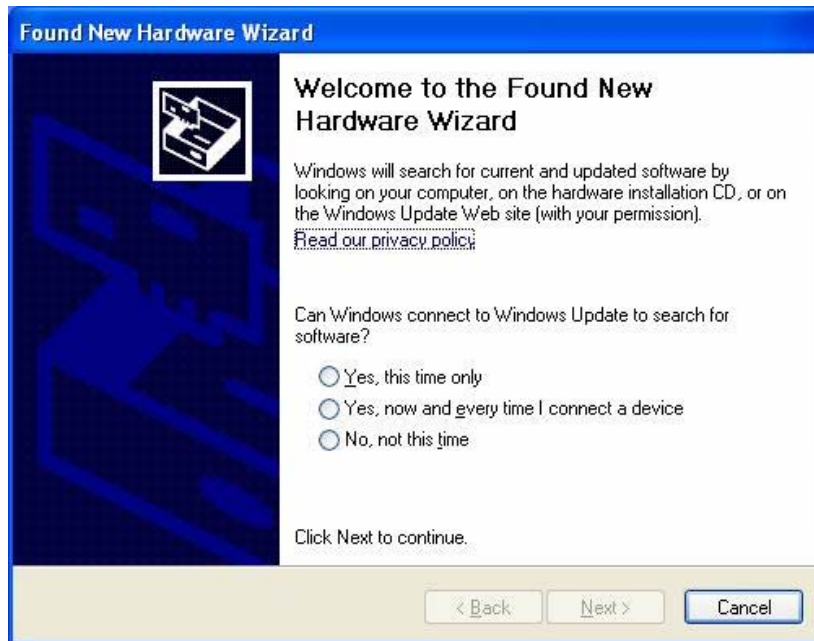 Found New Hardware Wizard
Welcome to the Found New
Hardware Wizard
Windows will search for current and updated software by
looking on your computer, on the hardware installation CD, or on
the Windows Update Web site (with your permission).
Read our privacy policy
Can Windows connect to Windows Update to search for
software?
Yes, this time only
Yes, now and every time I connect a device
No, not this time
Click Next to continue.
< Back Next > Cancel